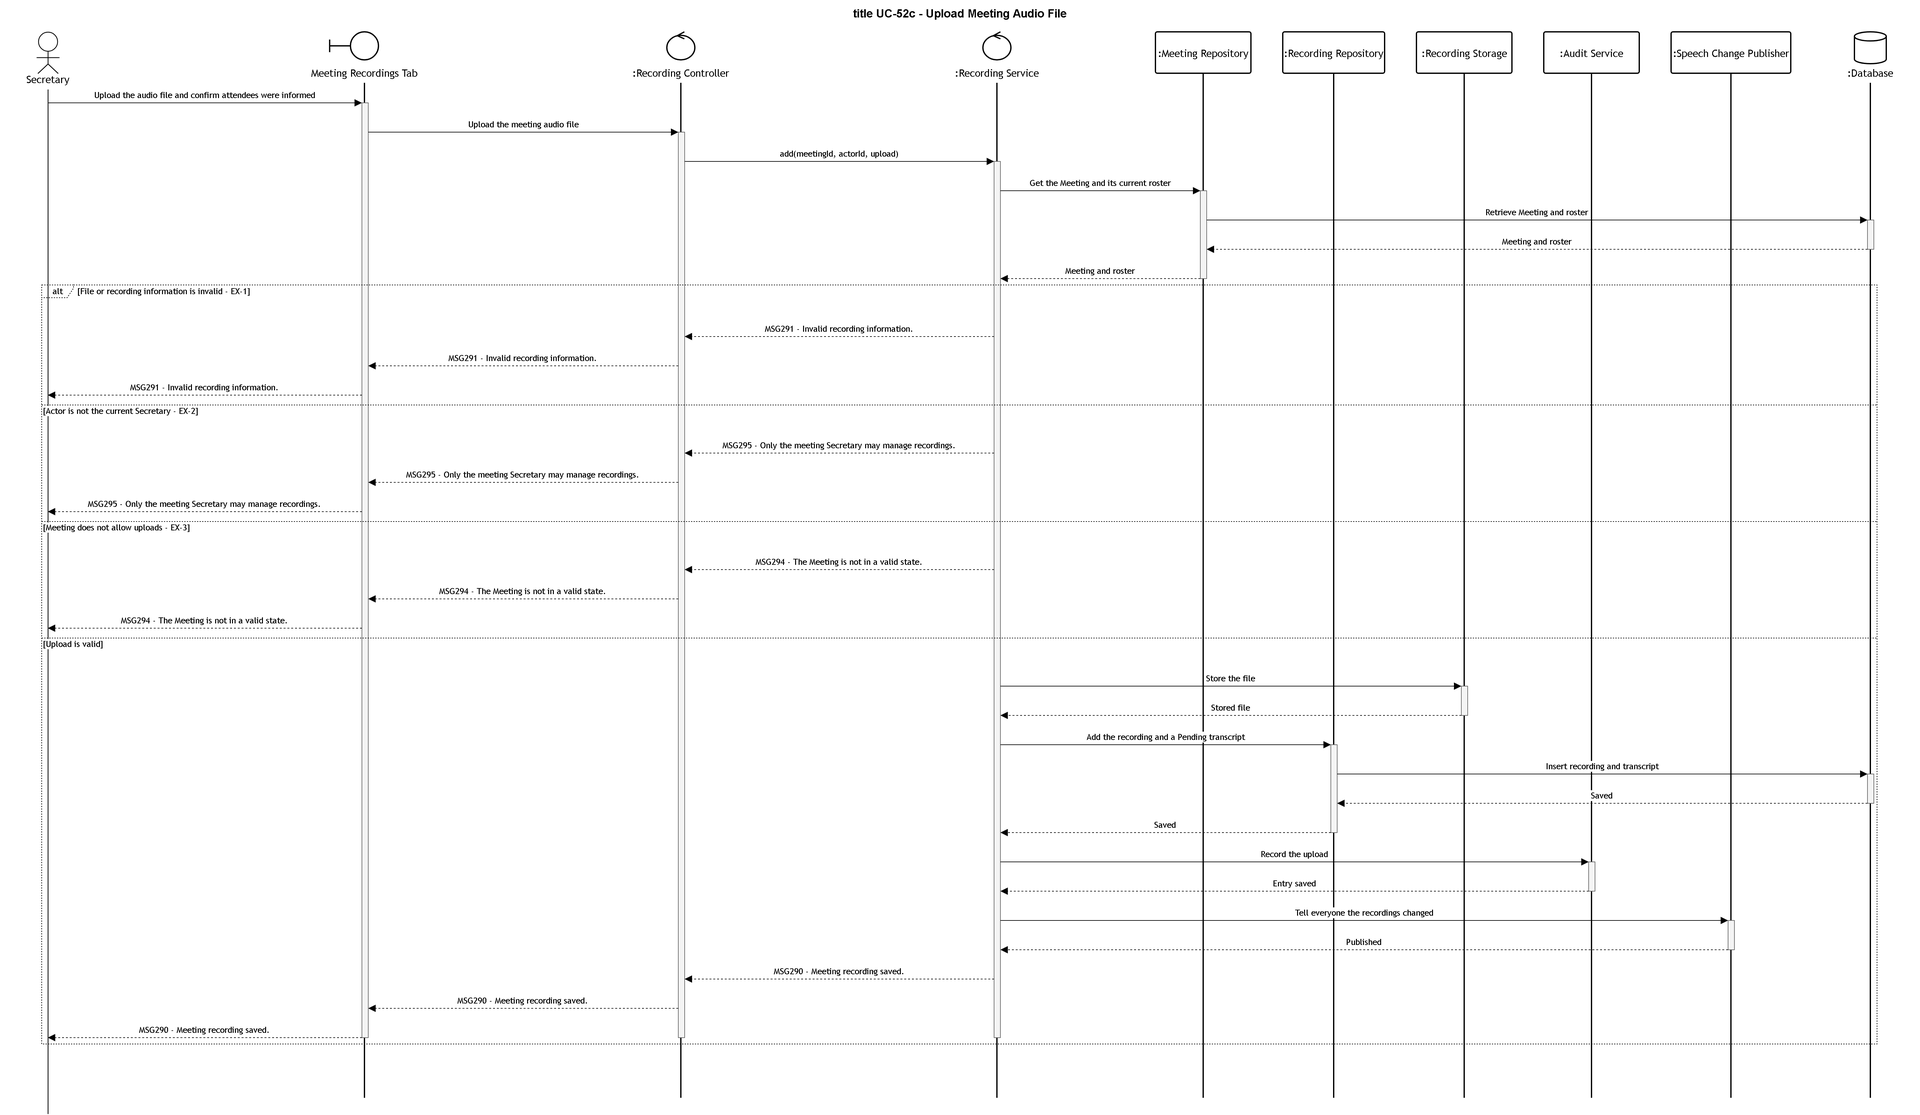 title UC-52c - Upload Meeting Audio File
Secretary
Meeting Recordings Tab
:Recording Controller
:Recording Service
:Meeting Repository
:Recording Repository
:Recording Storage
:Audit Service
:Speech Change Publisher
:Database
Upload the audio file and confirm attendees were informed
Upload the meeting audio file
add(meetingId, actorId, upload)
Get the Meeting and its current roster
Retrieve Meeting and roster
Meeting and roster
Meeting and roster
alt [File or recording information is invalid - EX-1]
MSG291 - Invalid recording information.
MSG291 - Invalid recording information.
MSG291 - Invalid recording information.
[Actor is not the current Secretary - EX-2]
MSG295 - Only the meeting Secretary may manage recordings.
MSG295 - Only the meeting Secretary may manage recordings.
MSG295 - Only the meeting Secretary may manage recordings.
[Meeting does not allow uploads - EX-3]
MSG294 - The Meeting is not in a valid state.
MSG294 - The Meeting is not in a valid state.
MSG294 - The Meeting is not in a valid state.
[Upload is valid]
Store the file
Stored file
Add the recording and a Pending transcript
Insert recording and transcript
Saved
Saved
Record the upload
Entry saved
Tell everyone the recordings changed
Published
MSG290 - Meeting recording saved.
MSG290 - Meeting recording saved.
MSG290 - Meeting recording saved.